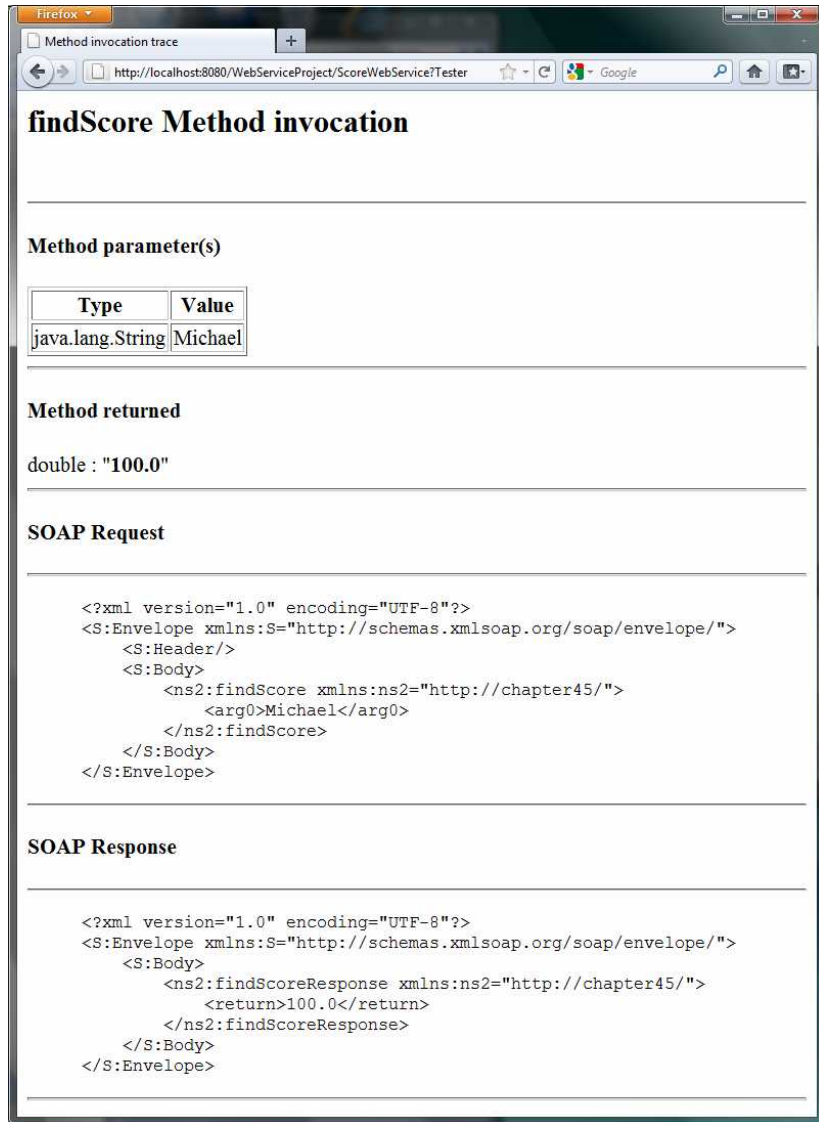 Firefox
Method invocation trace
+
http://localhost:8080/WebServiceProject/ScoreWebService?Tester
Google
findScore Method invocation
Method parameter(s)
Type Value
java.lang.String Michael
Method returned
double : "100.0"
SOAP Request
<?xml version="1.0" encoding="UTF-8"?>
<S:Envelope xmlns:S="http://schemas.xmlsoap.org/soap/envelope/">
    <S:Header/>
    <S:Body>
        <ns2:findScore xmlns:ns2="http://chapter45/">
            <arg0>Michael</arg0>
        </ns2:findScore>
    </S:Body>
</S:Envelope>
SOAP Response
<?xml version="1.0" encoding="UTF-8"?>
<S:Envelope xmlns:S="http://schemas.xmlsoap.org/soap/envelope/">
    <S:Body>
        <ns2:findScoreResponse xmlns:ns2="http://chapter45/">
            <return>100.0</return>
        </ns2:findScoreResponse>
    </S:Body>
</S:Envelope>